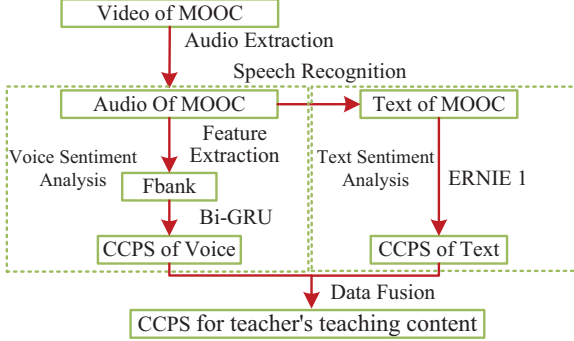 Video of MOOC
Audio Extraction
Speech Recognition
Audio Of MOOC
Text of MOOC
Feature
Extraction
Voice Sentiment
Analysis
Text Sentiment
Analysis
ERNIE 1
Fbank
Bi-GRU
CCPS of Voice
CCPS of Text
Data Fusion
CCPS for teacher's teaching content